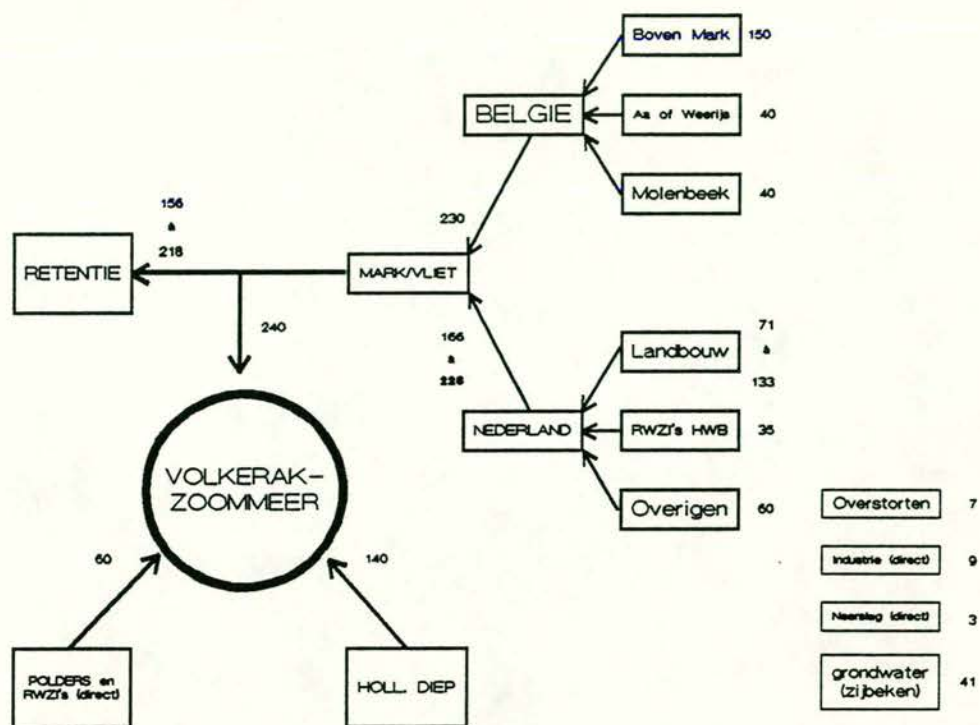 Boven Mark 150
BELGIE
Aa of Weerijs 40
Molenbeek 40
156
à
218
230
RETENTIE
MARK/VLIET
240
166
à
228
71
à
133
Landbouw
NEDERLAND
RWZI's HWB 35
Overigen 60
VOLKERAK-
ZOOMMEER
60
140
POLDERS en
RWZI's (direct)
HOLL. DIEP
Overstorten 7
Industrie (direct) 9
Neerslag (direct) 3
grondwater
(zijbeken) 41